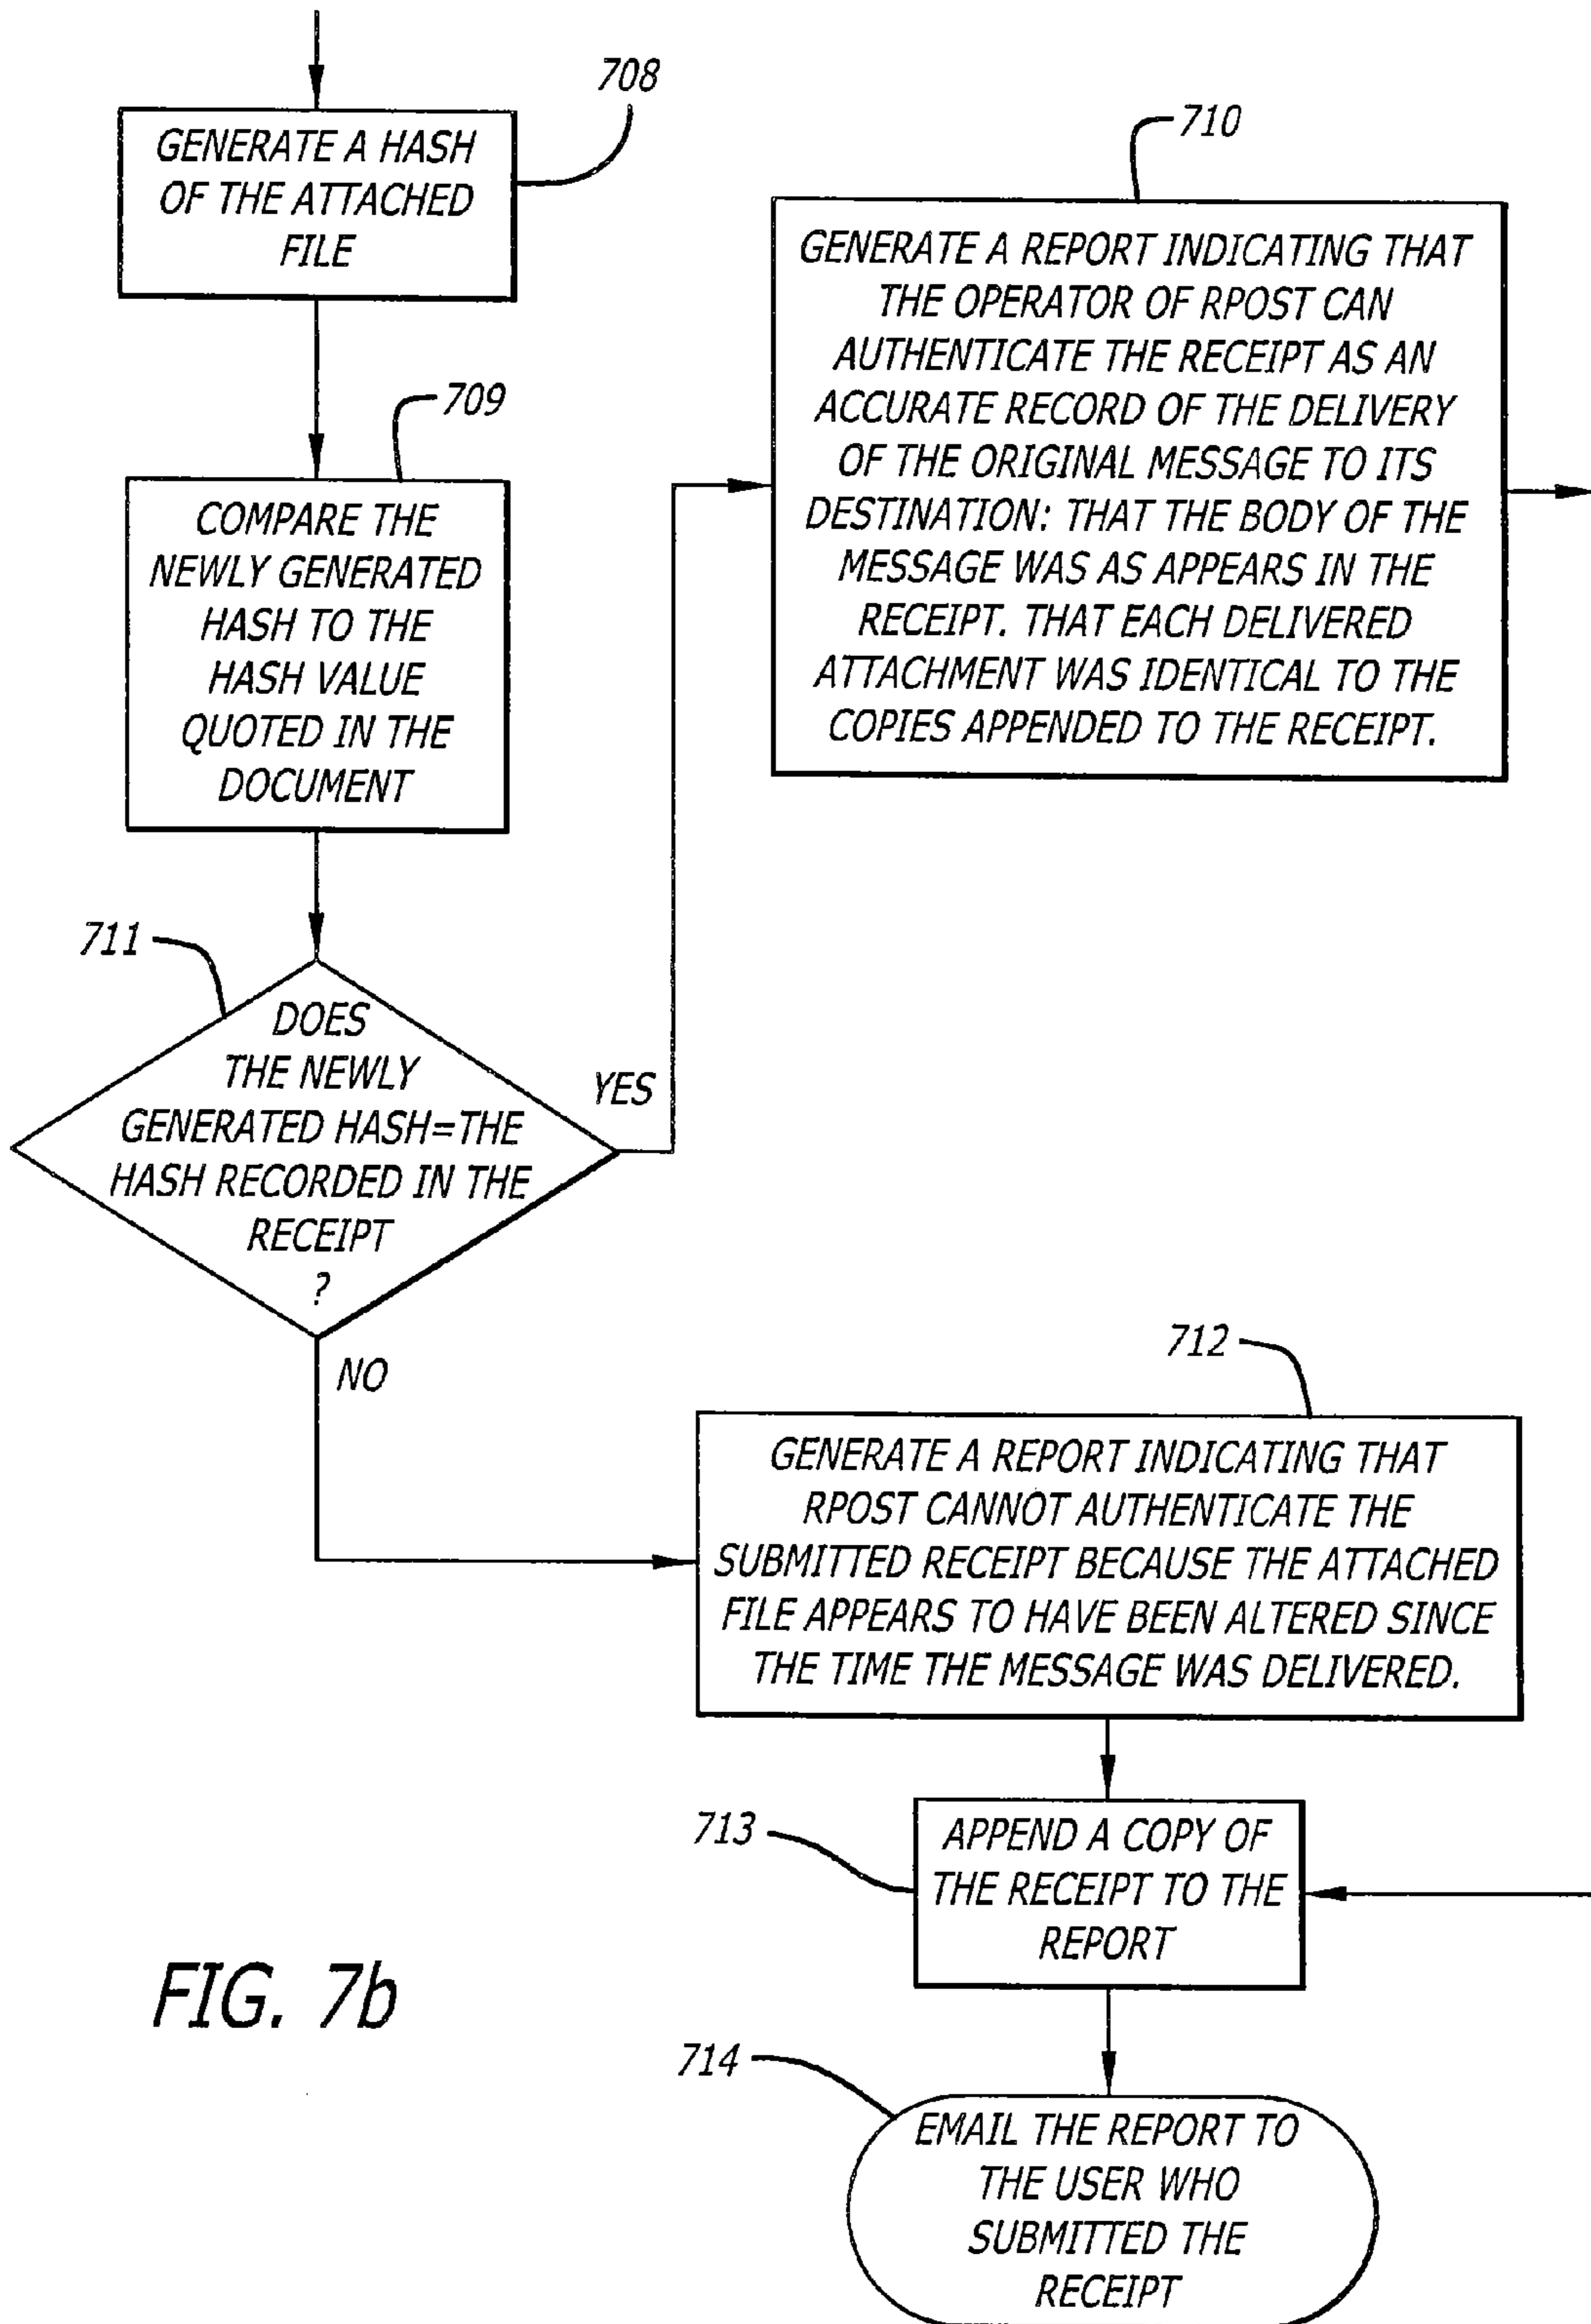 708
GENERATE A HASH
OF THE ATTACHED
FILE
709
COMPARE THE
NEWLY GENERATED
HASH TO THE
HASH VALUE
QUOTED IN THE
DOCUMENT
710
GENERATE A REPORT INDICATING THAT
THE OPERATOR OF RPOST CAN
AUTHENTICATE THE RECEIPT AS AN
ACCURATE RECORD OF THE DELIVERY
OF THE ORIGINAL MESSAGE TO ITS
DESTINATION: THAT THE BODY OF THE
MESSAGE WAS AS APPEARS IN THE
RECEIPT. THAT EACH DELIVERED
ATTACHMENT WAS IDENTICAL TO THE
COPIES APPENDED TO THE RECEIPT.
711
DOES
THE NEWLY
GENERATED HASH=THE
HASH RECORDED IN THE
RECEIPT
?
YES
NO
712
GENERATE A REPORT INDICATING THAT
RPOST CANNOT AUTHENTICATE THE
SUBMITTED RECEIPT BECAUSE THE ATTACHED
FILE APPEARS TO HAVE BEEN ALTERED SINCE
THE TIME THE MESSAGE WAS DELIVERED.
713
APPEND A COPY OF
THE RECEIPT TO THE
REPORT
714
EMAIL THE REPORT TO
THE USER WHO
SUBMITTED THE
RECEIPT
FIG. 7b